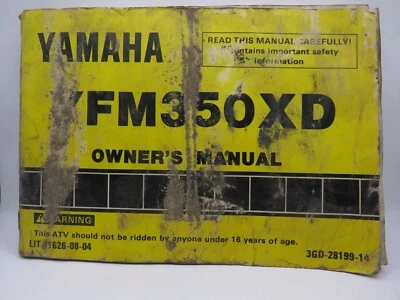 YAMAHA
READ THIS MANUAL CAREFULLY!
contains important safety
information
YFM350XD
OWNER'S MANUAL
WARNING
This ATV should not be ridden by anyone under 16 years of age.
LIT-11626-08-04
3GD-28199-14